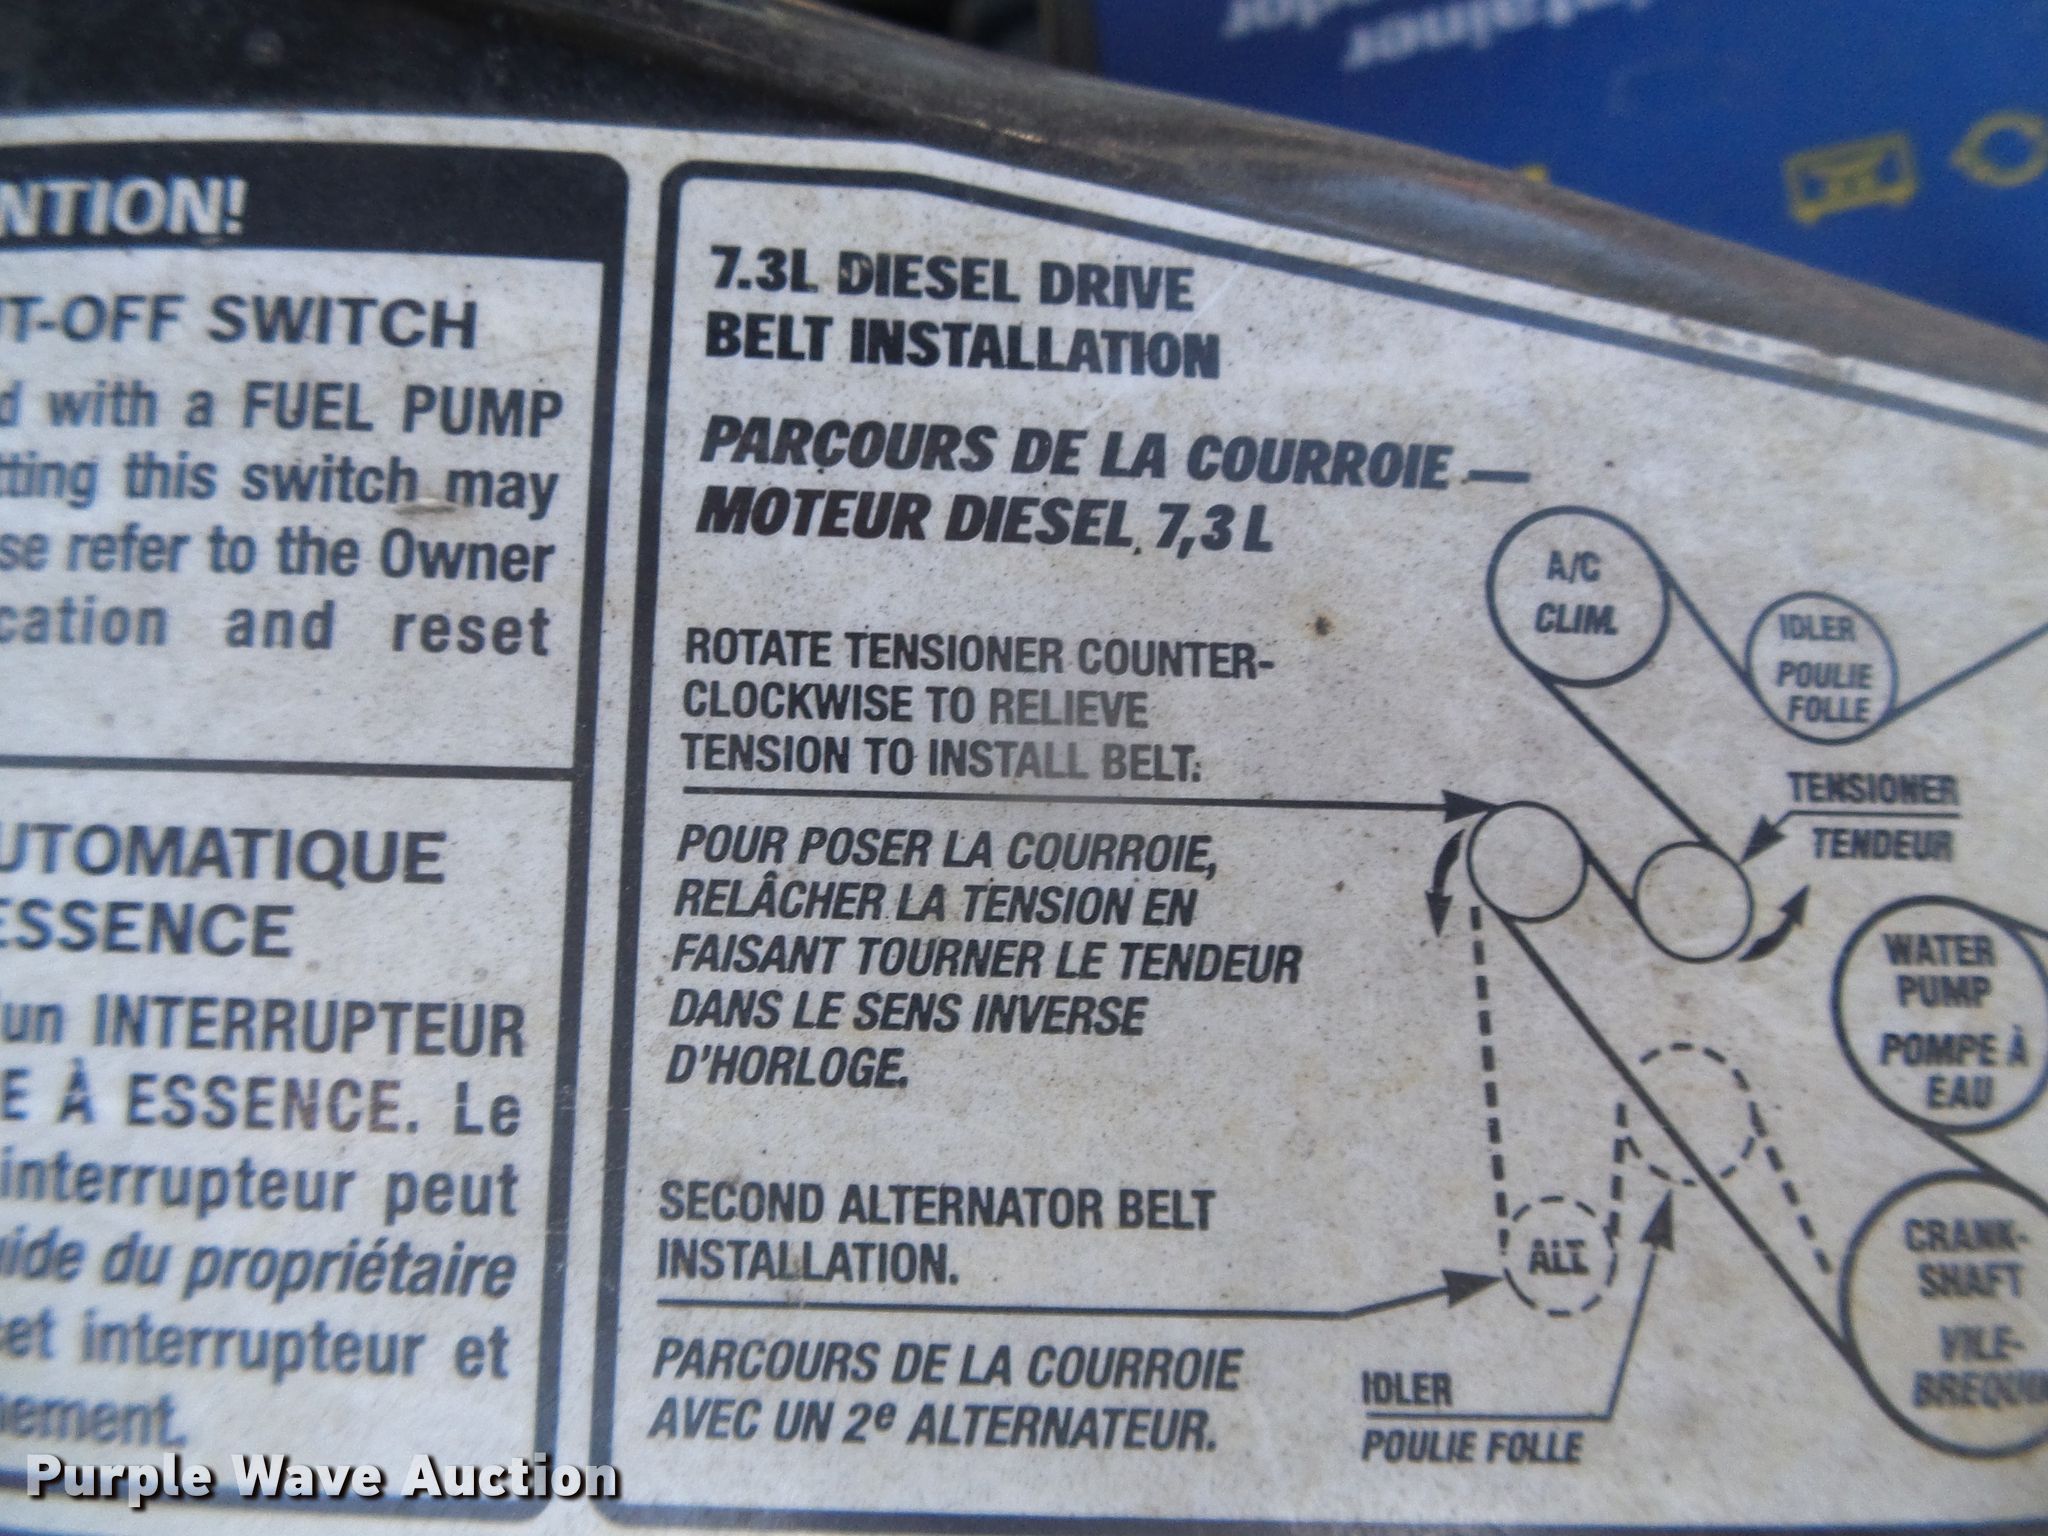 NTION!
T-OFF SWITCH
d with a FUEL PUMP
tting this switch may
se refer to the Owner
cation and reset
UTOMATIQUE
ESSENCE
'un INTERRUPTEUR
E À ESSENCE. Le
interrupteur peut
uide du propriétaire
cet interrupteur et
nement.
7.3L DIESEL DRIVE
BELT INSTALLATION
PARCOURS DE LA COURROIE —
MOTEUR DIESEL 7,3 L
ROTATE TENSIONER COUNTER-
CLOCKWISE TO RELIEVE
TENSION TO INSTALL BELT.
POUR POSER LA COURROIE,
RELÂCHER LA TENSION EN
FAISANT TOURNER LE TENDEUR
DANS LE SENS INVERSE
D'HORLOGE.
SECOND ALTERNATOR BELT
INSTALLATION.
PARCOURS DE LA COURROIE
AVEC UN 2e ALTERNATEUR.
A/C
CLIM.
IDLER
POULIE
FOLLE
TENSIONER
TENDEUR
WATER
PUMP
POMPE À
EAU
CRANK-
SHAFT
VILE-
BREQUIN
ALT.
IDLER
POULIE FOLLE
Purple Wave Auction